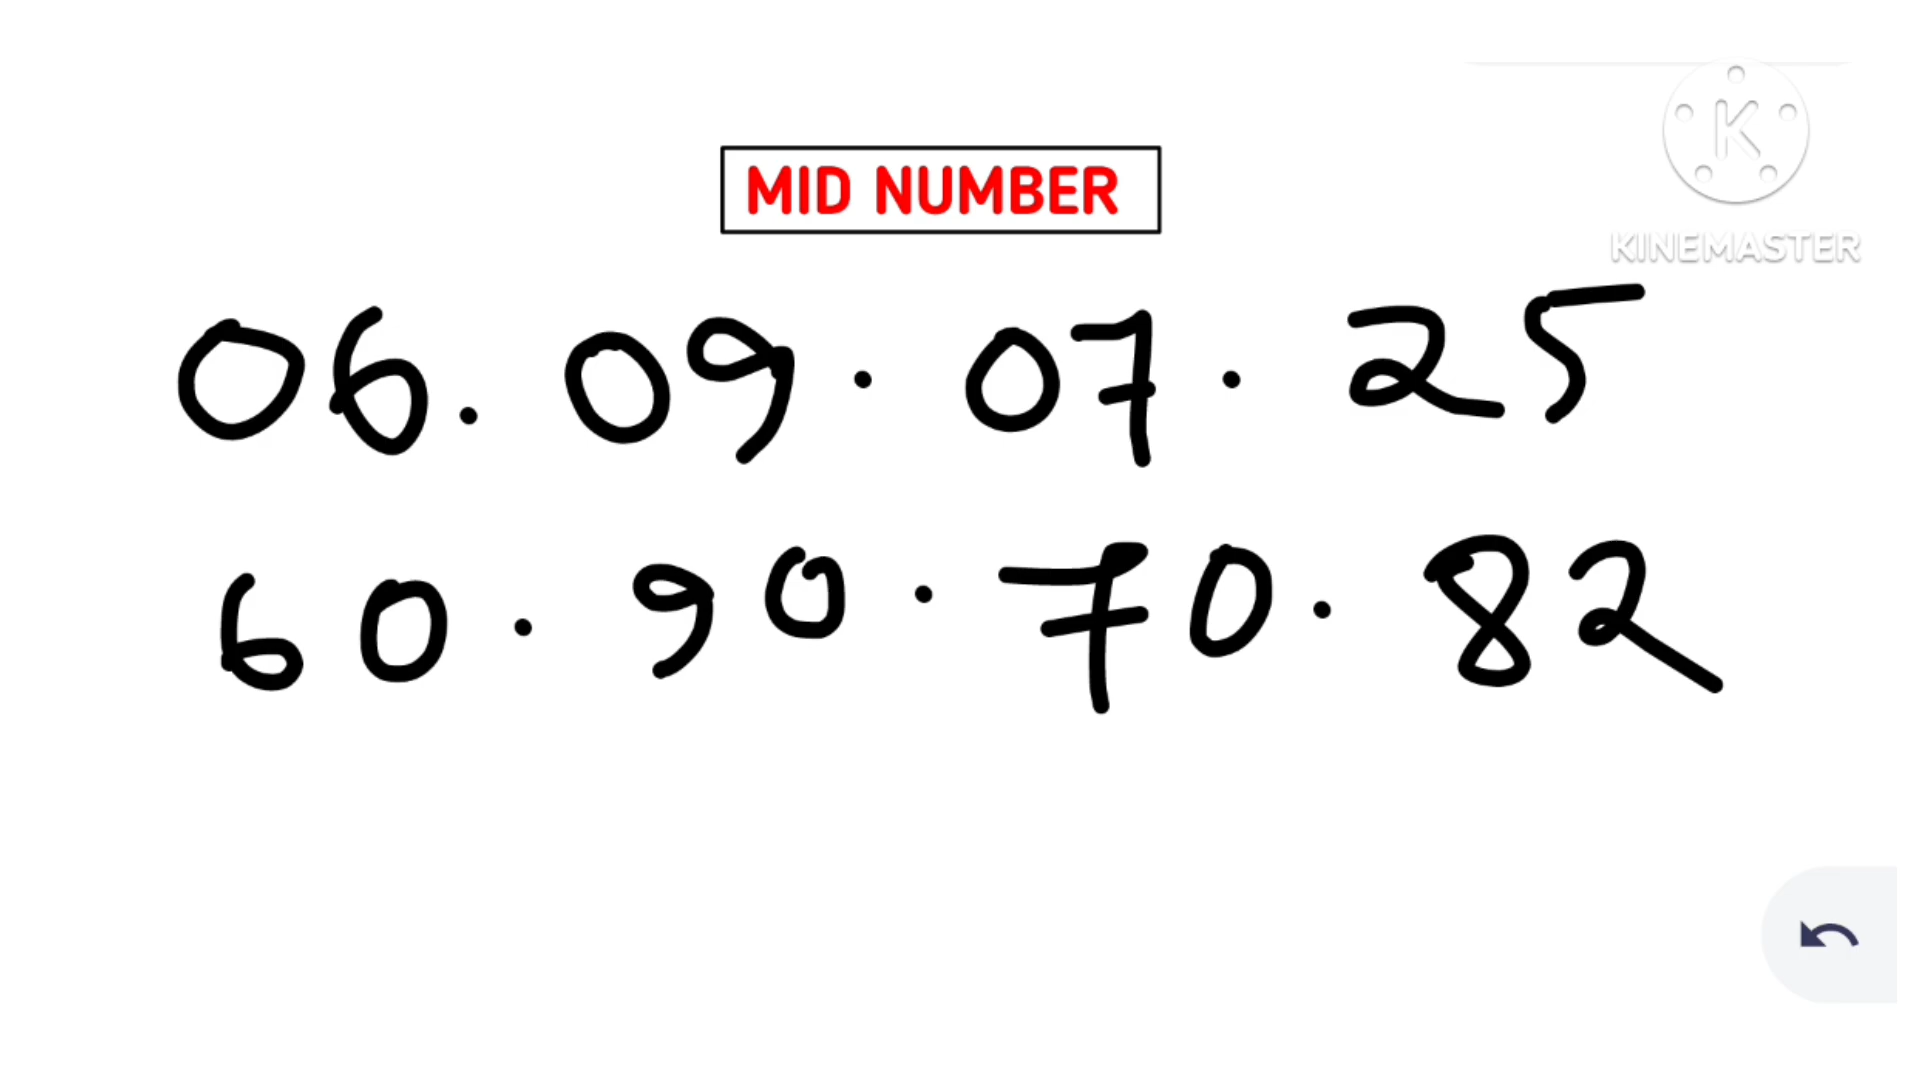 MID NUMBER
K
KINEMASTER
06. 09. 07. 25
60. 90. 70. 82